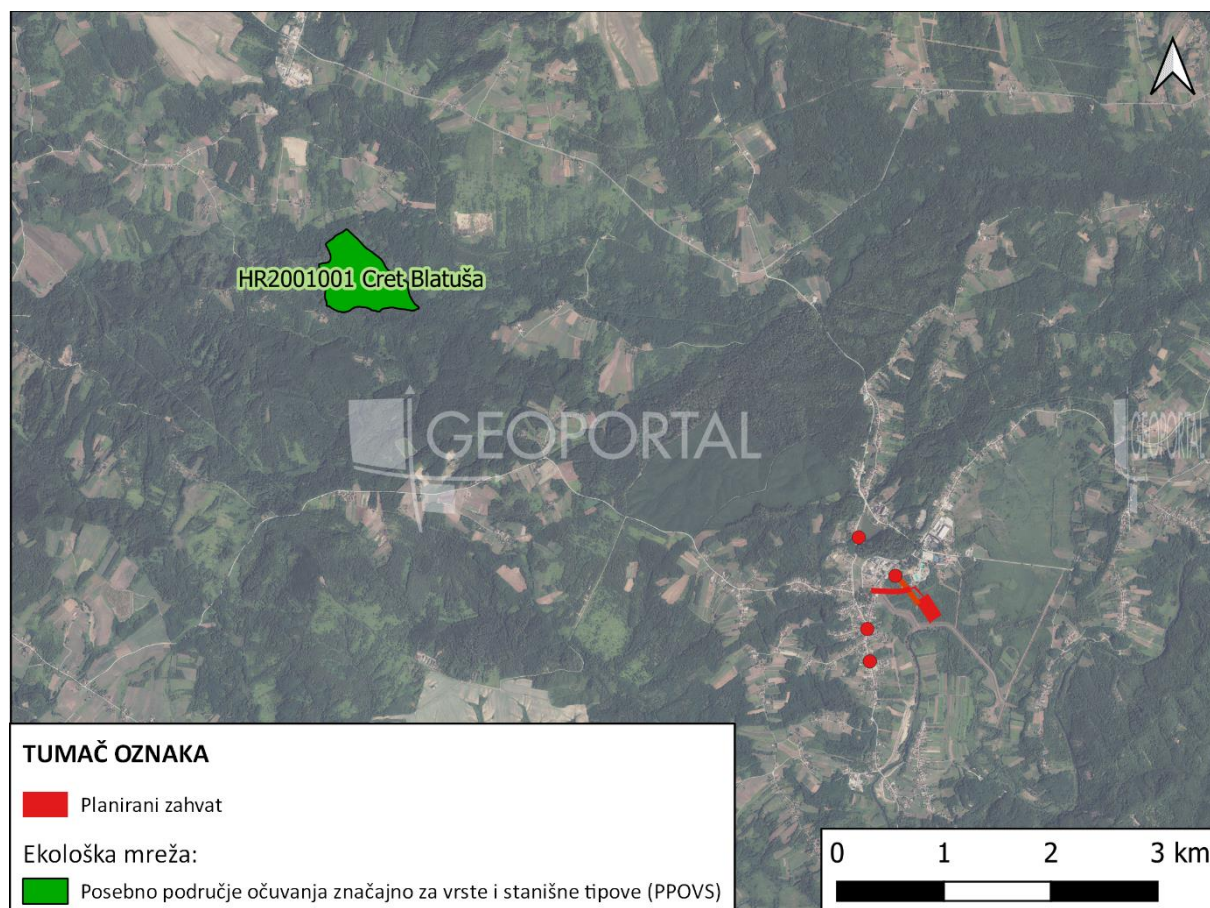 HR2001001 Cret Blatuša
GEOPORTAL
GEOPORTAL
TUMAČ OZNAKA
Planirani zahvat
Ekološka mreža:
Posebno područje očuvanja značajno za vrste i stanišne tipove (PPOVS)
0 1 2 3 km